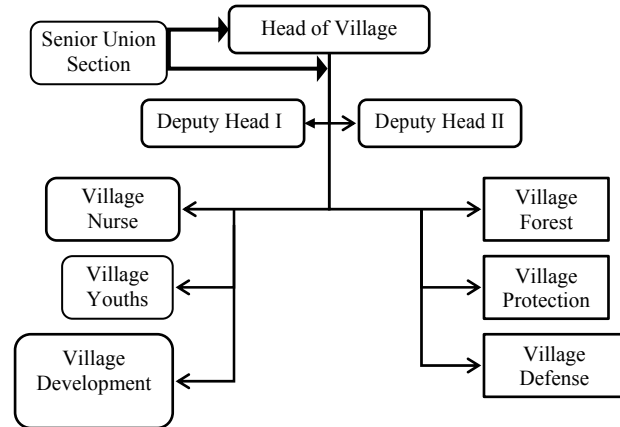 Head of Village
Senior Union
Section
Deputy Head I
Deputy Head II
Village
Nurse
Village
Forest
Village
Youths
Village
Protection
Village
Development
Village
Defense